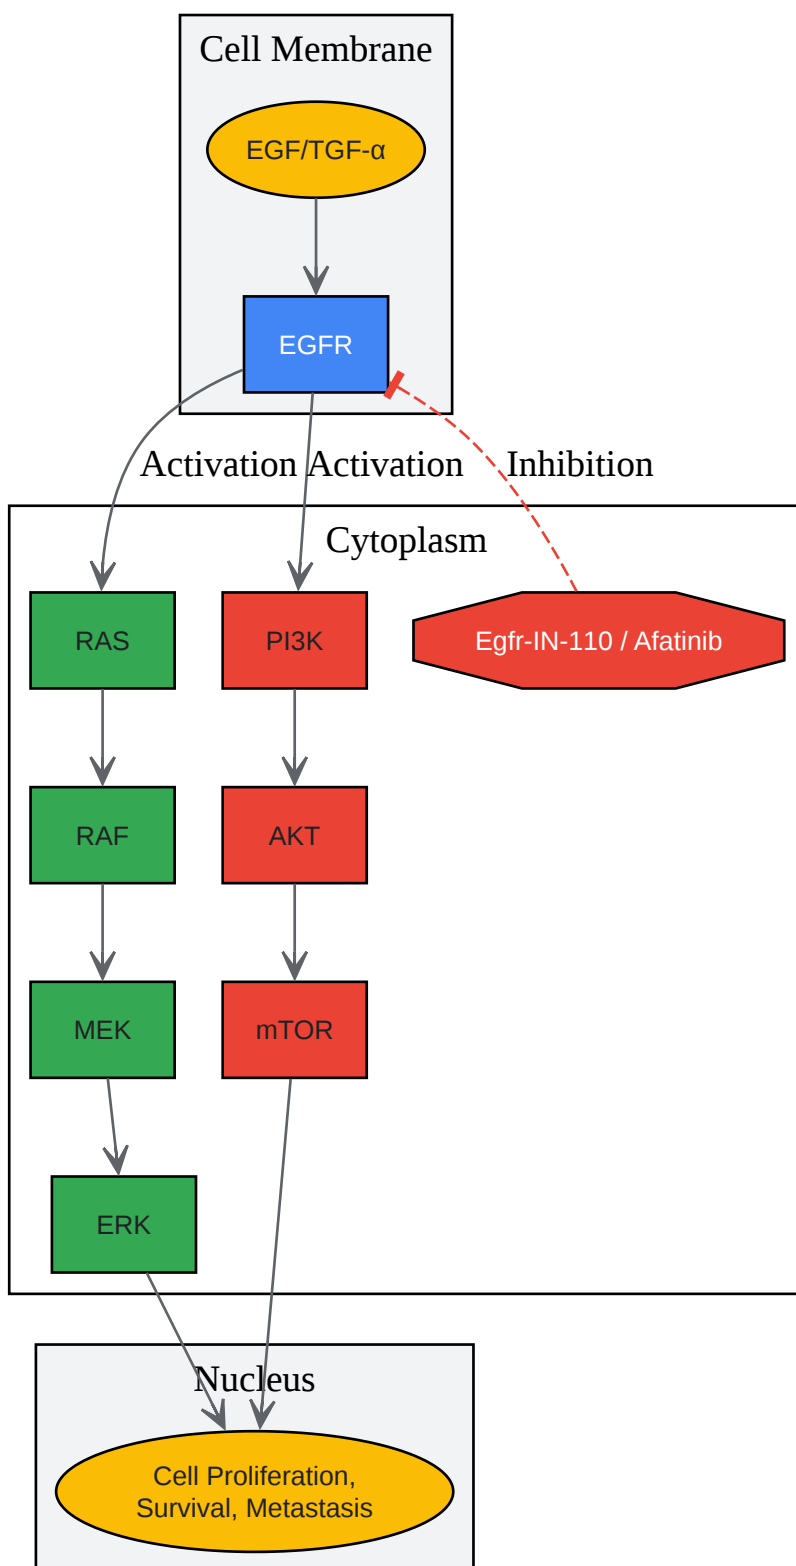 Cell Membrane
EGF/TGF-α
EGFR
Activation
Activation
Inhibition
Cytoplasm
RAS
PI3K
Egfr-IN-110 / Afatinib
RAF
AKT
MEK
mTOR
ERK
Nucleus
Cell Proliferation,
Survival, Metastasis